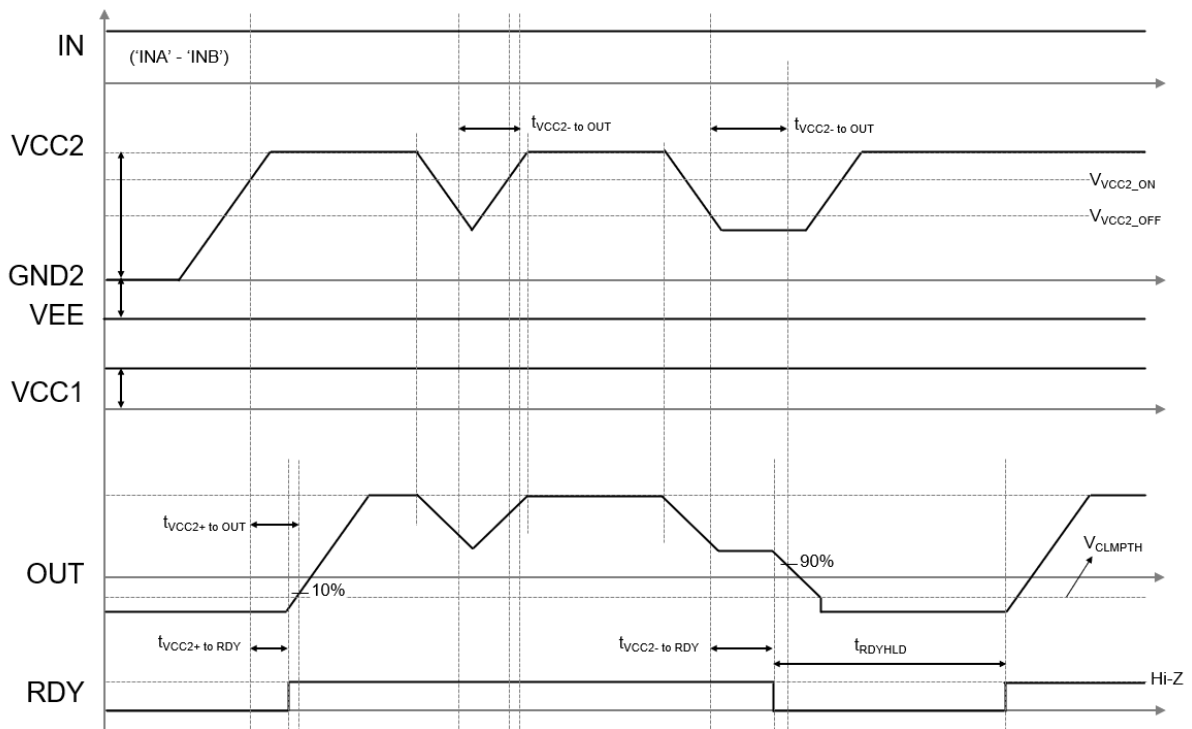 IN
('INA' - 'INB')
VCC2
tVCC2- to OUT
tVCC2- to OUT
VVCC2_ON
VVCC2_OFF
GND2
VEE
VCC1
tVCC2+ to OUT
VCLMPTH
OUT
10%
90%
tVCC2+ to RDY
tVCC2- to RDY
tRDYHLD
RDY
Hi-Z